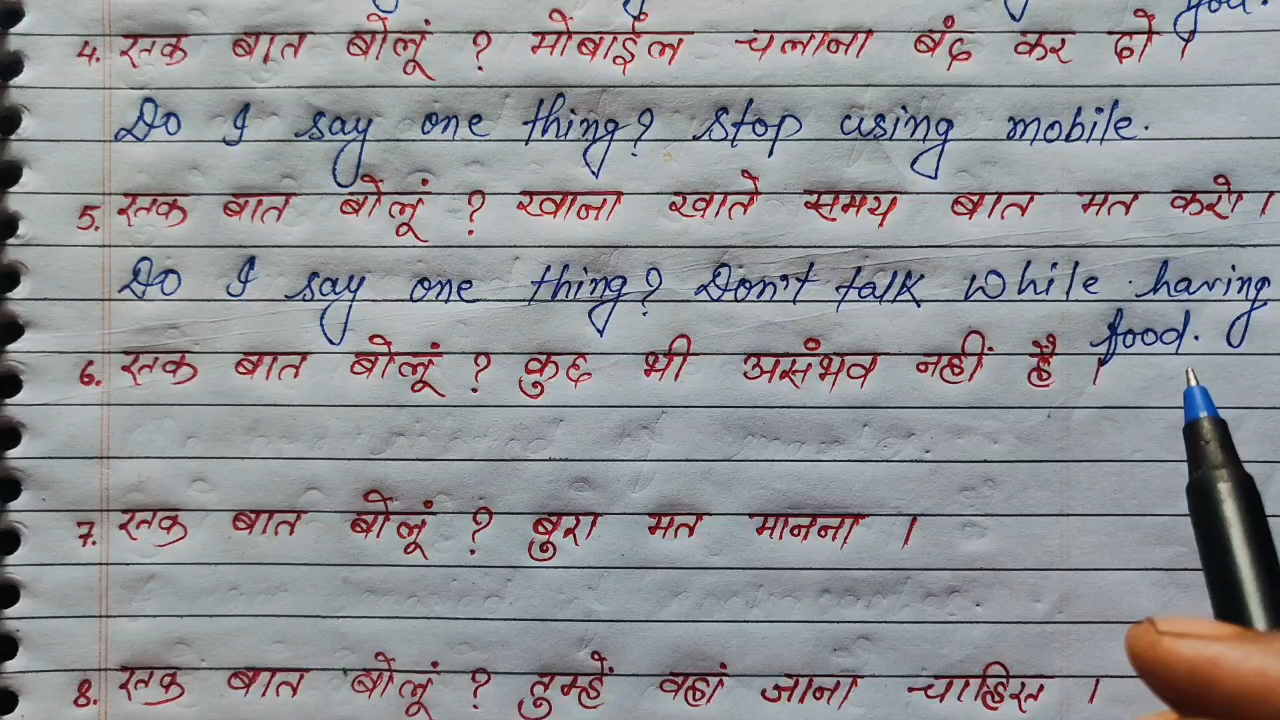 you.
4. एक बात बोलूं ? मोबाईल चलाना बंद कर दो ।
Do I say one thing? Stop using mobile.
5. एक बात बोलूं ? खाना खाते समय बात मत करो ।
Do I say one thing? Don't talk while having
food.
6. एक बात बोलूं ? कुछ भी असंभव नहीं है ।
7. एक बात बोलूं ? बुरा मत मानना ।
8. एक बात बोलूं ? तुम्हें वहां जाना चाहिए ।